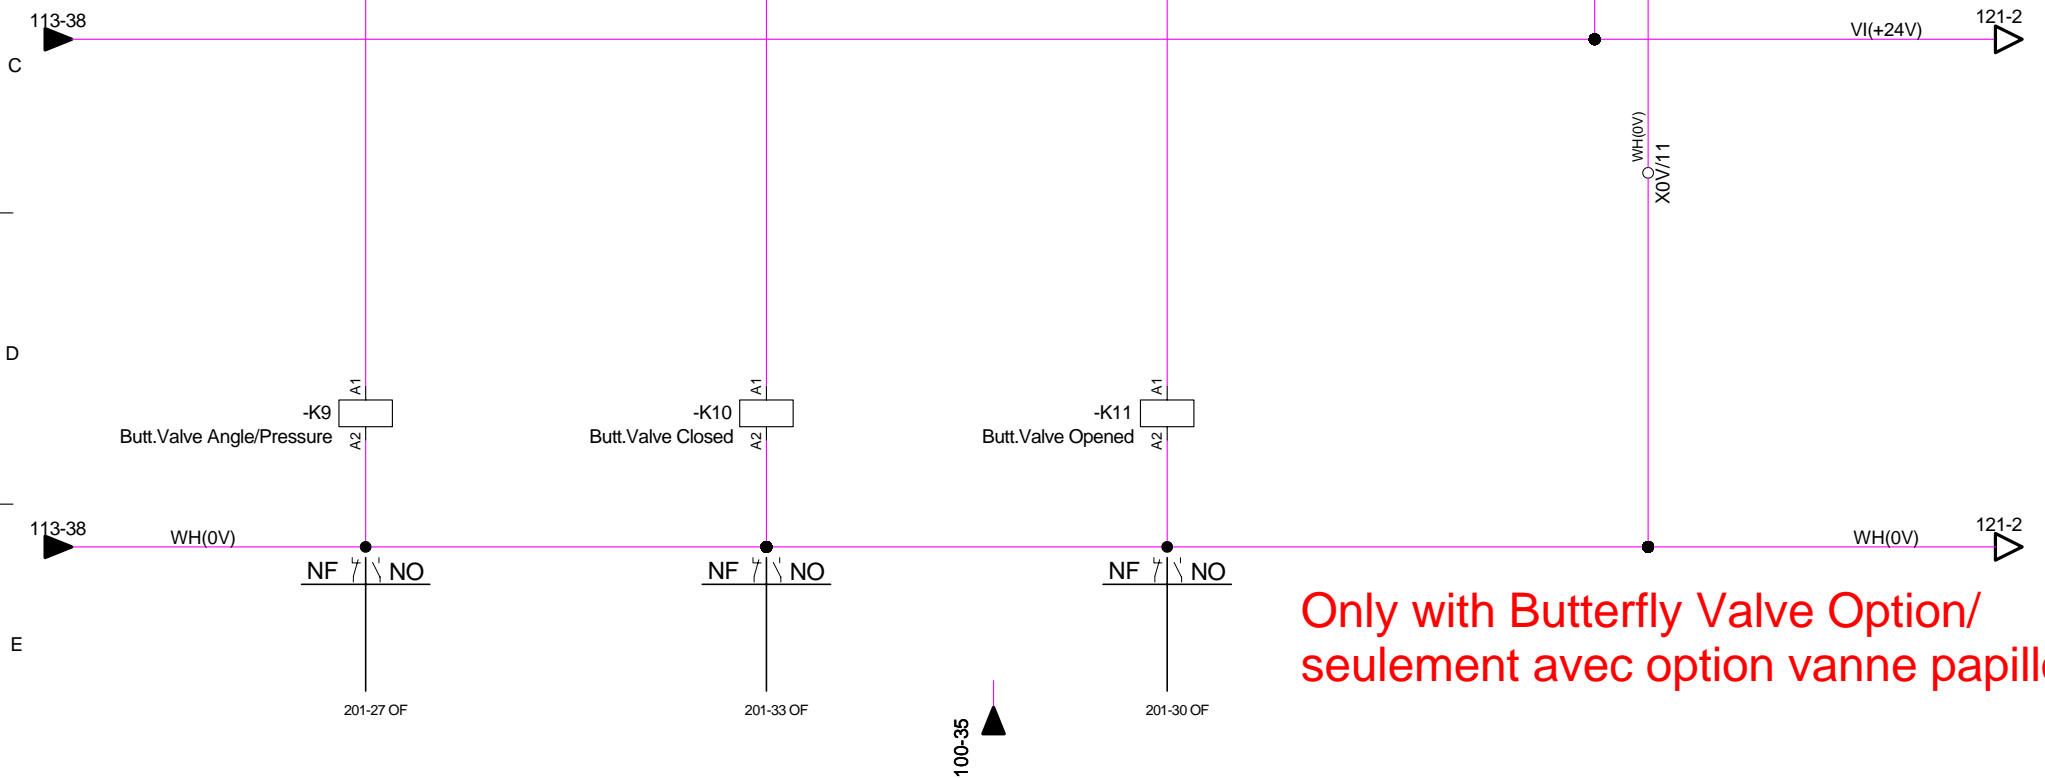 113-38
VI(+24V)
121-2
C
WH(0V)
X0V/11
D
A1
-K9
Butt.Valve Angle/Pressure
A2
A1
-K10
Butt.Valve Closed
A2
A1
-K11
Butt.Valve Opened
A2
113-38
WH(0V)
WH(0V)
121-2
NF NO
NF NO
NF NO
Only with Butterfly Valve Option/
seulement avec option vanne papill
E
201-27 OF
201-33 OF
201-30 OF
100-35